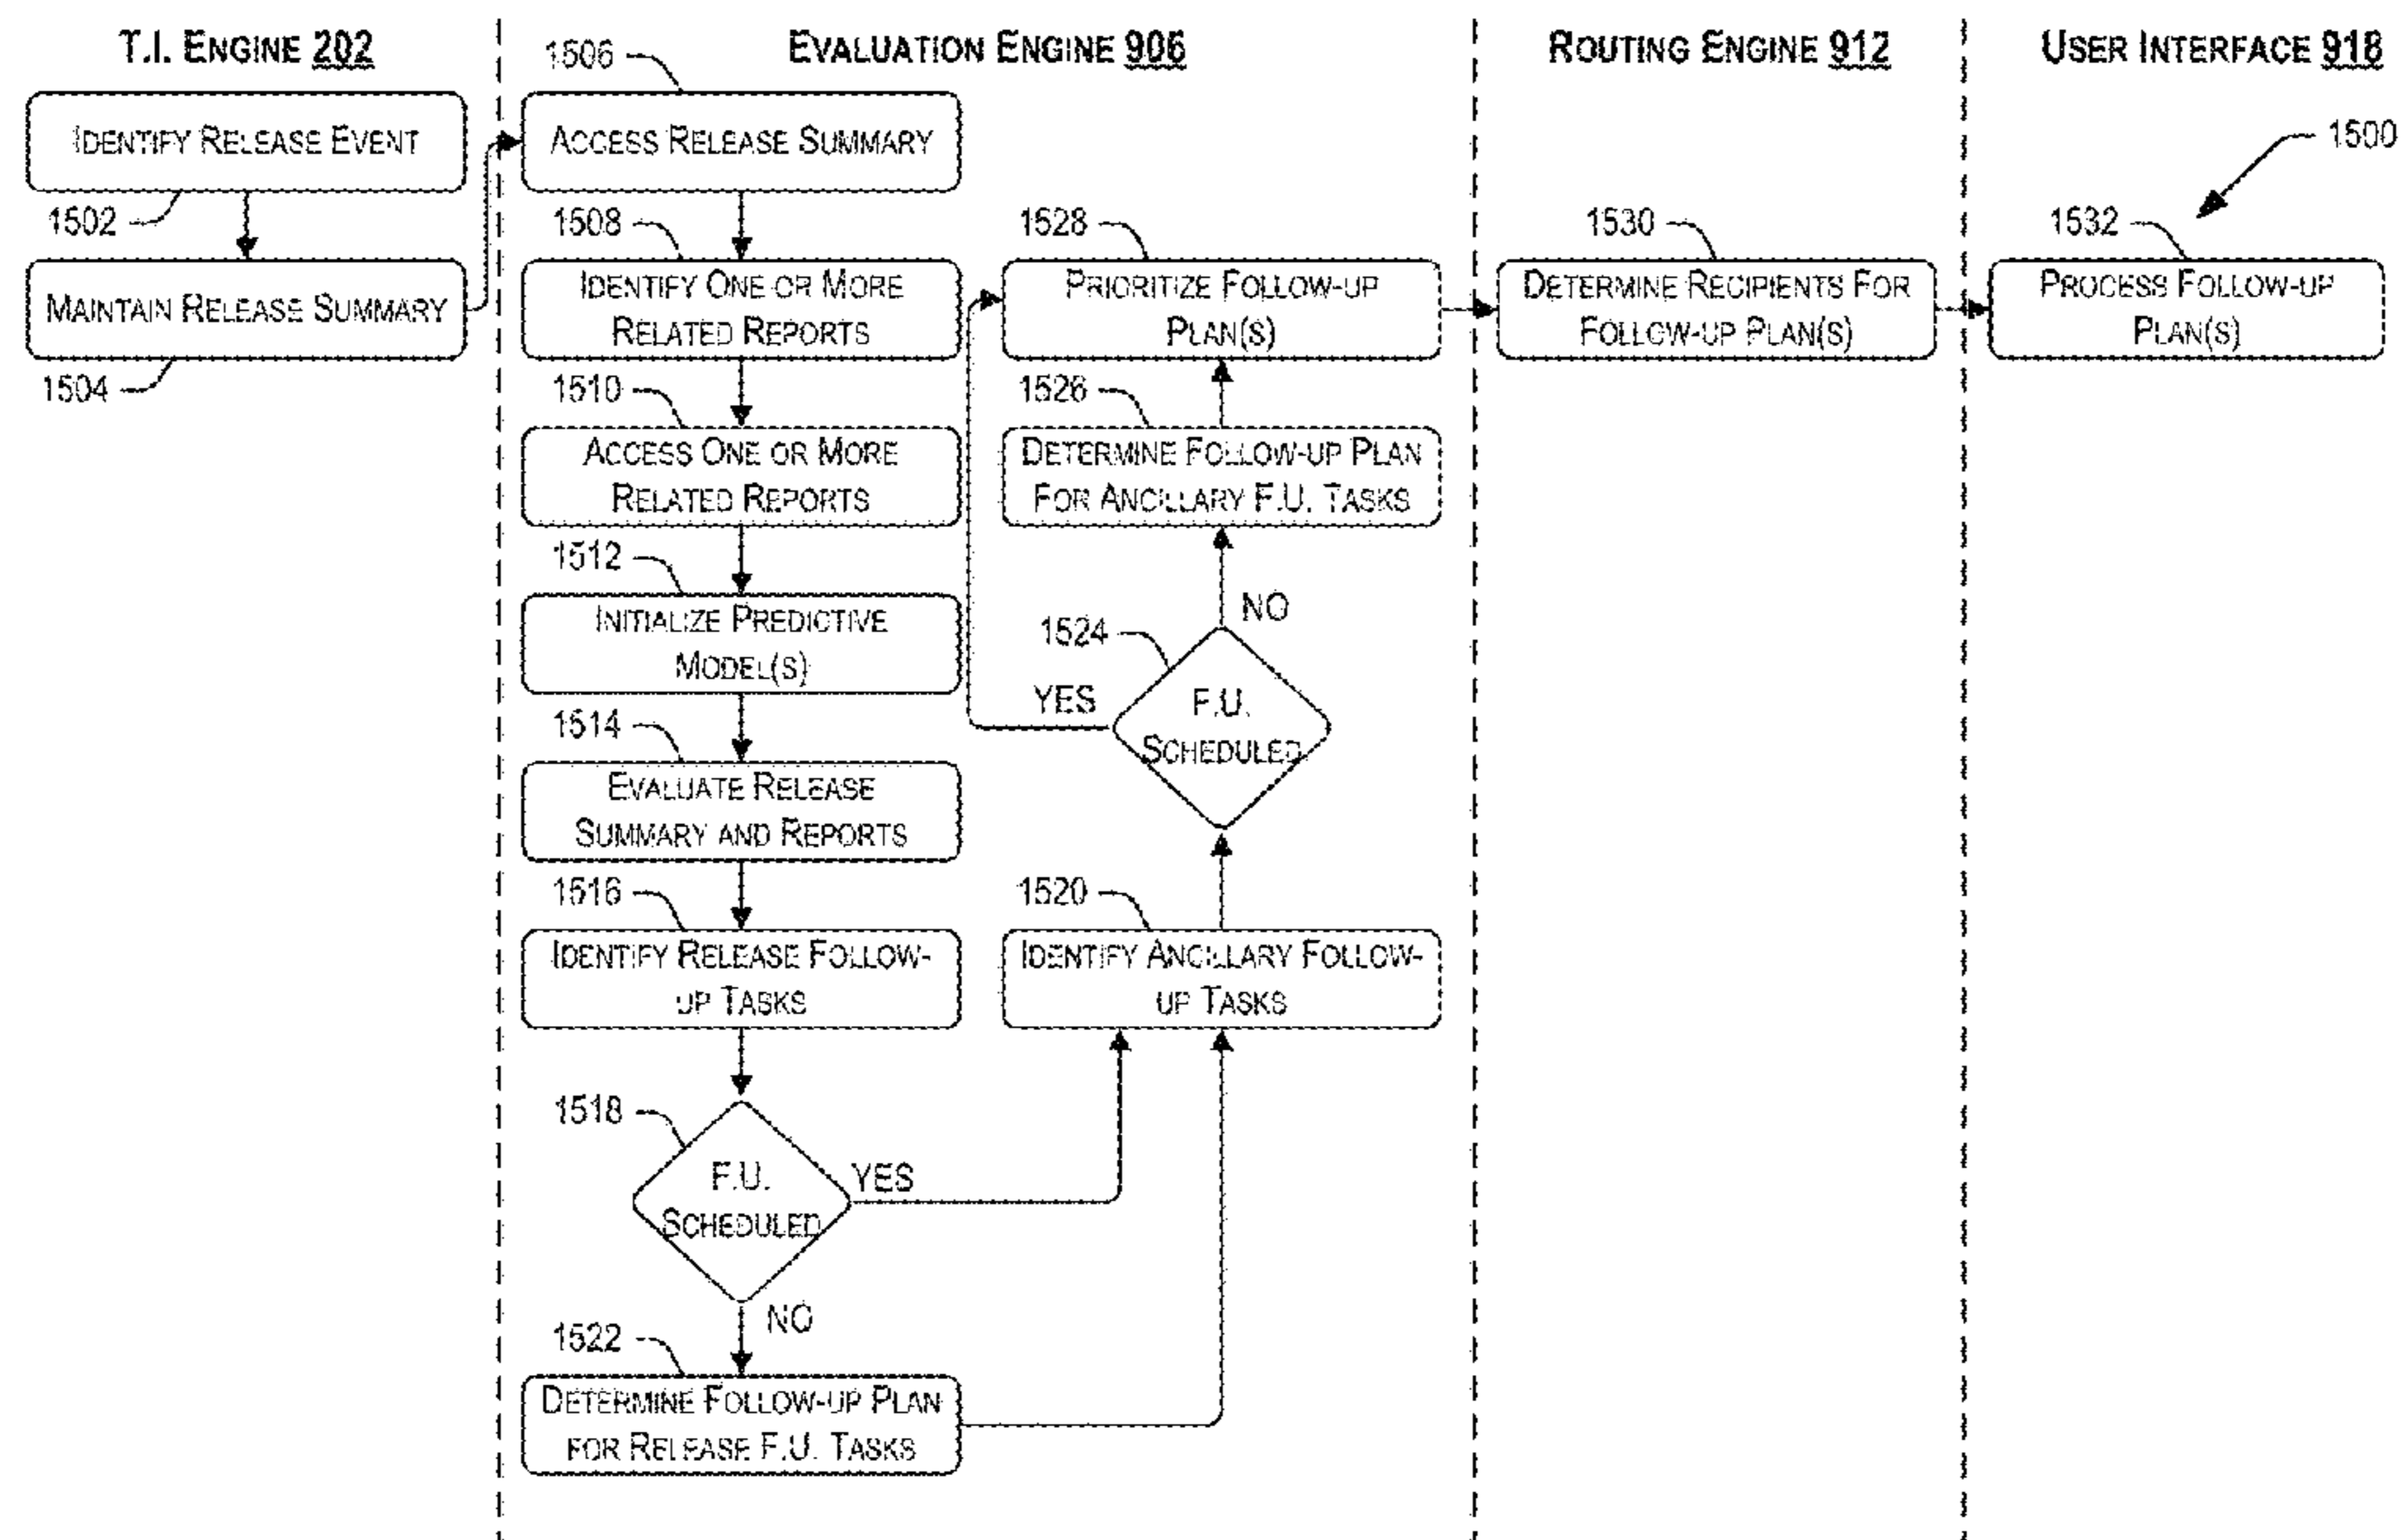 T.I. ENGINE 202
IDENTIFY RELEASE EVENT
1502
MAINTAIN RELEASE SUMMARY
1504
EVALUATION ENGINE 906
1506
ACCESS RELEASE SUMMARY
1508
IDENTIFY ONE OR MORE
RELATED REPORTS
1510
ACCESS ONE OR MORE
RELATED REPORTS
1512
INITIALIZE PREDICTIVE
MODEL(S)
1514
EVALUATE RELEASE
SUMMARY AND REPORTS
1516
IDENTIFY RELEASE FOLLOW-
UP TASKS
1518
F.U.
SCHEDULED
YES
NO
1522
DETERMINE FOLLOW-UP PLAN
FOR RELEASE F.U. TASKS
1520
IDENTIFY ANCILLARY FOLLOW-
UP TASKS
1524
F.U.
SCHEDULED
YES
NO
1526
DETERMINE FOLLOW-UP PLAN
FOR ANCILLARY F.U. TASKS
1528
PRIORITIZE FOLLOW-UP
PLAN(S)
ROUTING ENGINE 912
1530
DETERMINE RECIPIENTS FOR
FOLLOW-UP PLAN(S)
USER INTERFACE 918
1500
1532
PROCESS FOLLOW-UP
PLAN(S)